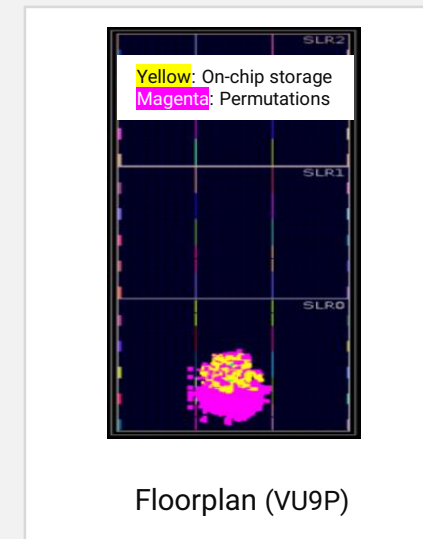 SLR2
Yellow: On-chip storage
Magenta: Permutations
SLR1
SLR0
Floorplan (VU9P)